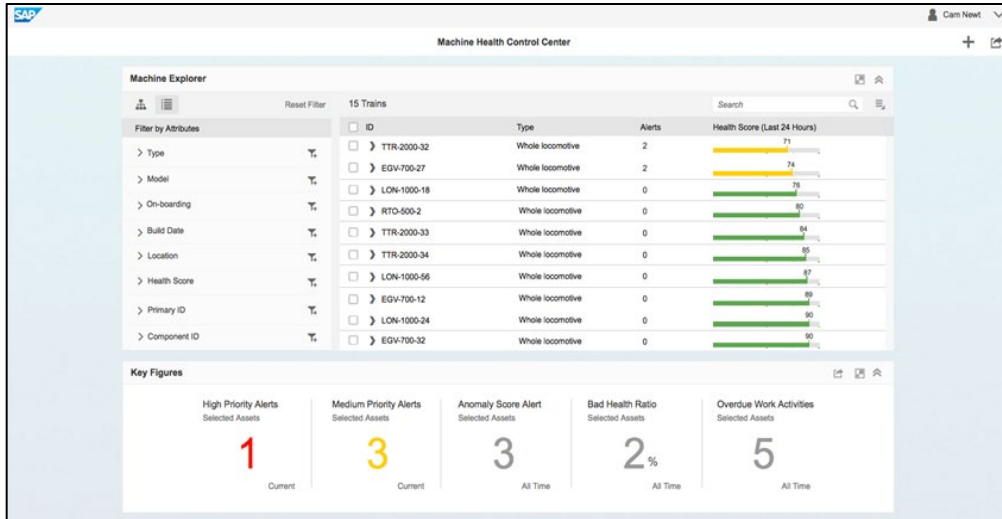 SAP
Cam Newt
Machine Health Control Center
Machine Explorer
Reset Filter
15 Trains
Search
Filter by Attributes
ID Type Alerts Health Score (Last 24 Hours)
Type
Model
On-boarding
Build Date
Location
Health Score
Primary ID
Component ID
TTR-2000-32 Whole locomotive 2 71
EGV-700-27 Whole locomotive 2 74
LON-1000-18 Whole locomotive 0 76
RTO-500-2 Whole locomotive 0 80
TTR-2000-33 Whole locomotive 0 84
TTR-2000-34 Whole locomotive 0 85
LON-1000-56 Whole locomotive 0 87
EGV-700-12 Whole locomotive 0 89
LON-1000-24 Whole locomotive 0 90
EGV-700-32 Whole locomotive 0 90
Key Figures
High Priority Alerts
Selected Assets
1
Current
Medium Priority Alerts
Selected Assets
3
Current
Anomaly Score Alert
Selected Assets
3
All Time
Bad Health Ratio
Selected Assets
2%
All Time
Overdue Work Activities
Selected Assets
5
All Time